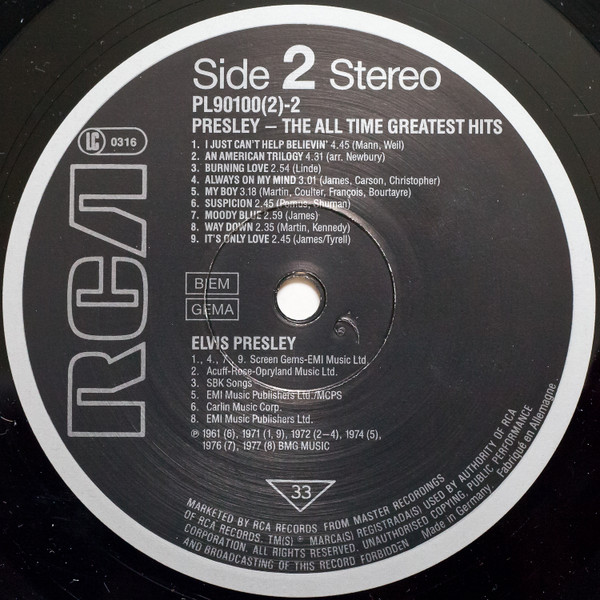 Side 2 Stereo
PL90100(2)-2
PRESLEY – THE ALL TIME GREATEST HITS
LC 0316
1. I JUST CAN'T HELP BELIEVIN' 4.45 (Mann, Weil)
2. AN AMERICAN TRILOGY 4.31 (arr. Newbury)
3. BURNING LOVE 2.54 (Linde)
4. ALWAYS ON MY MIND 3.01 (James, Carson, Christopher)
5. MY BOY 3.18 (Martin, Coulter, François, Bourtayre)
6. SUSPICION 2.45 (Pomus, Shuman)
7. MOODY BLUE 2.59 (James)
8. WAY DOWN 2.35 (Martin, Kennedy)
9. IT'S ONLY LOVE 2.45 (James/Tyrell)
RCA
BIEM
GEMA
ELVIS PRESLEY
1., 4., 7., 9. Screen Gems-EMI Music Ltd.
2. Acuff-Rose-Opryland Music Ltd.
3. SBK Songs
5. EMI Music Publishers Ltd./MCPS
6. Carlin Music Corp.
8. EMI Music Publishers Ltd.
℗ 1961 (6), 1971 (1, 9), 1972 (2–4), 1974 (5),
1976 (7), 1977 (8) BMG MUSIC
33
MARKETED BY RCA RECORDS FROM MASTER RECORDINGS
OF RCA RECORDS. TM(S) ® MARCA(S) REGISTRADA(S) USED BY AUTHORITY OF RCA
CORPORATION. ALL RIGHTS RESERVED. UNAUTHORISED COPYING, PUBLIC PERFORMANCE
AND BROADCASTING OF THIS RECORD FORBIDDEN Made in Germany. Fabriqué en Allemagne.